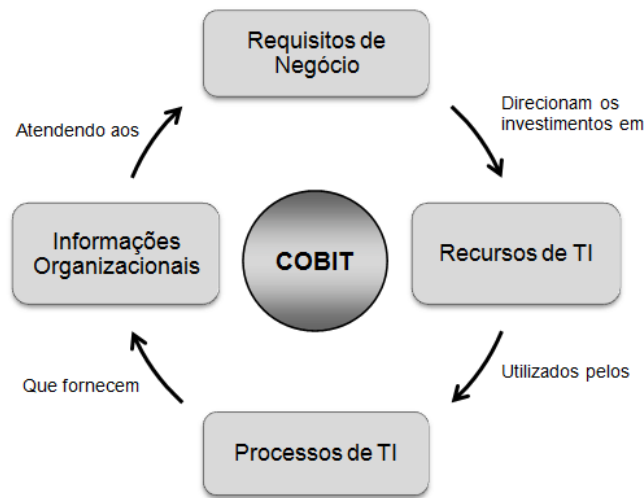 Requisitos de
Negócio
Direcionam os
investimentos em
Atendendo aos
Informações
Organizacionais
COBIT
Recursos de TI
Que fornecem
Utilizados pelos
Processos de TI